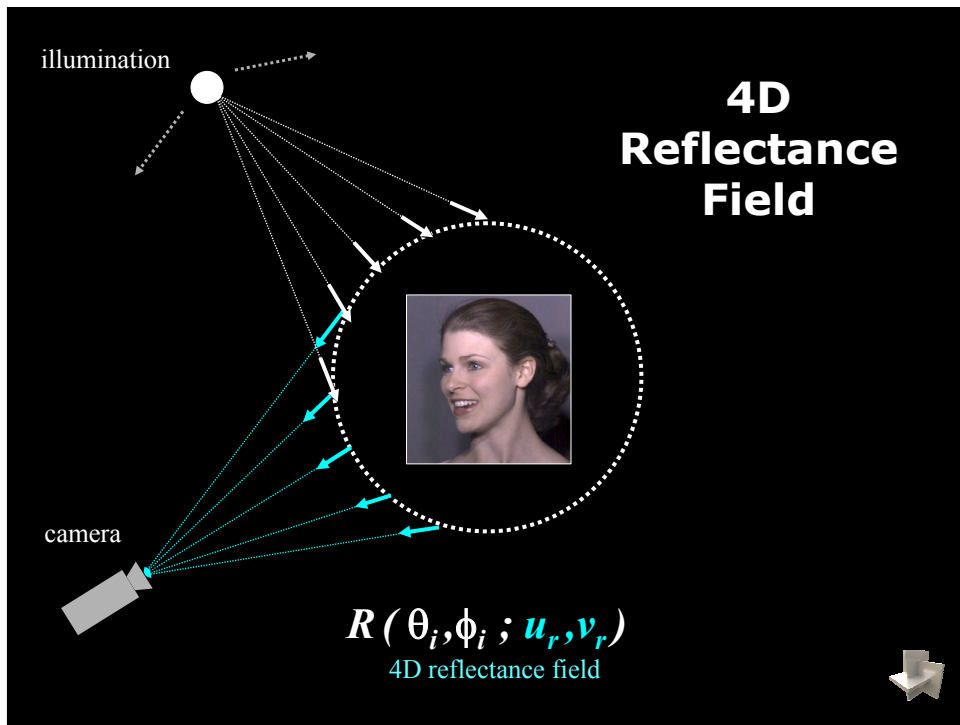 illumination
4D
Reflectance
Field
camera
R ( θᵢ,ϕᵢ ; uᵣ,vᵣ )
4D reflectance field